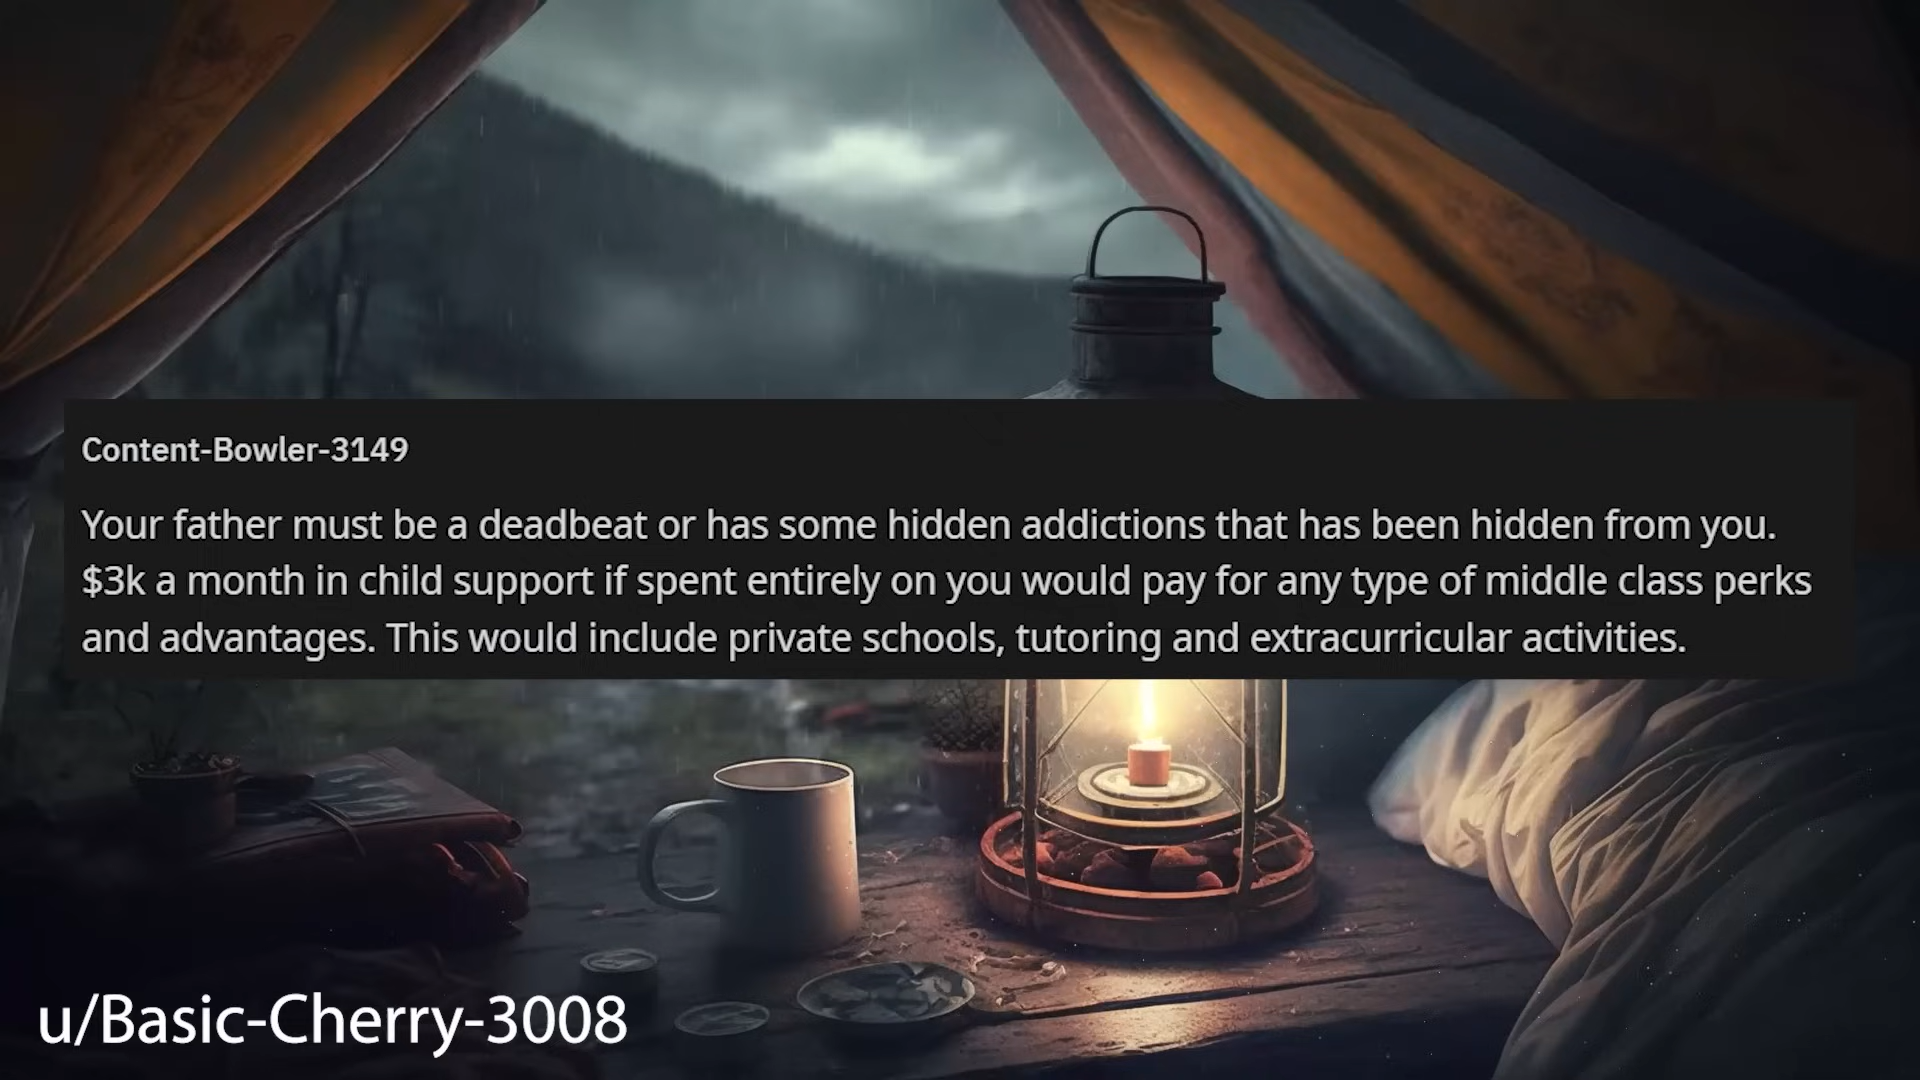 Content-Bowler-3149
Your father must be a deadbeat or has some hidden addictions that has been hidden from you.
$3k a month in child support if spent entirely on you would pay for any type of middle class perks
and advantages. This would include private schools, tutoring and extracurricular activities.
u/Basic-Cherry-3008